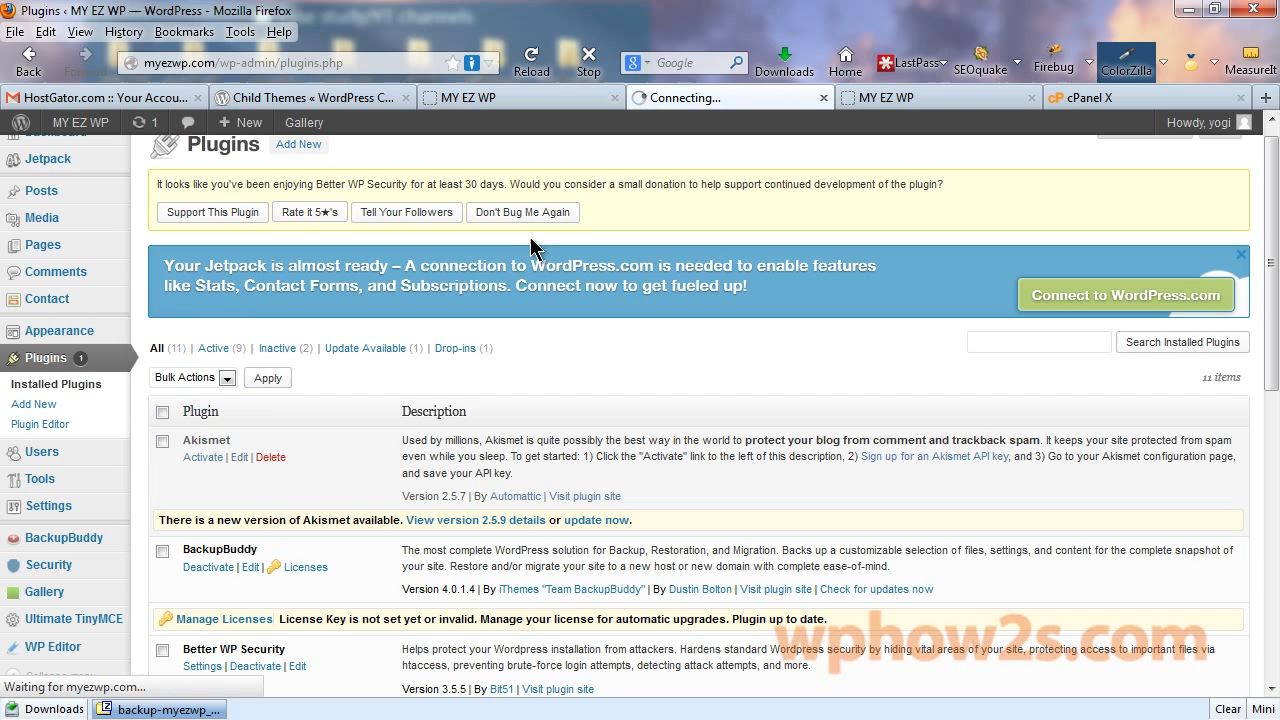 Plugins ‹ MY EZ WP — WordPress - Mozilla Firefox
File Edit View History Bookmarks Tools Help
Back
myezwp.com/wp-admin/plugins.php
Reload
Stop
Google
Downloads
Home
LastPass
SEOquake
Firebug
ColorZilla
MeasureIt
HostGator.com :: Your Accou...
Child Themes « WordPress C...
MY EZ WP
Connecting...
MY EZ WP
cPanel X
MY EZ WP
1
+ New
Gallery
Howdy, yogi
Jetpack
Posts
Media
Pages
Comments
Contact
Appearance
Plugins 1
Installed Plugins
Add New
Plugin Editor
Users
Tools
Settings
BackupBuddy
Security
Gallery
Ultimate TinyMCE
WP Editor
Plugins Add New
It looks like you've been enjoying Better WP Security for at least 30 days. Would you consider a small donation to help support continued development of the plugin?
Support This Plugin
Rate it 5★'s
Tell Your Followers
Don't Bug Me Again
Your Jetpack is almost ready – A connection to WordPress.com is needed to enable features
like Stats, Contact Forms, and Subscriptions. Connect now to get fueled up!
Connect to WordPress.com
All (11) | Active (9) | Inactive (2) | Update Available (1) | Drop-ins (1)
Search Installed Plugins
Bulk Actions
Apply
11 items
Plugin
Description
Akismet
Activate | Edit | Delete
Used by millions, Akismet is quite possibly the best way in the world to protect your blog from comment and trackback spam. It keeps your site protected from spam
even while you sleep. To get started: 1) Click the "Activate" link to the left of this description, 2) Sign up for an Akismet API key, and 3) Go to your Akismet configuration page,
and save your API key.
Version 2.5.7 | By Automattic | Visit plugin site
There is a new version of Akismet available. View version 2.5.9 details or update now.
BackupBuddy
Deactivate | Edit | Licenses
The most complete WordPress solution for Backup, Restoration, and Migration. Backs up a customizable selection of files, settings, and content for the complete snapshot of
your site. Restore and/or migrate your site to a new host or new domain with complete ease-of-mind.
Version 4.0.1.4 | By iThemes "Team BackupBuddy" | By Dustin Bolton | Visit plugin site | Check for updates now
Manage Licenses License Key is not set yet or invalid. Manage your license for automatic upgrades. Plugin up to date.
Better WP Security
Settings | Deactivate | Edit
Helps protect your Wordpress installation from attackers. Hardens standard Wordpress security by hiding vital areas of your site, protecting access to important files via
htaccess, preventing brute-force login attempts, detecting attack attempts, and more.
Version 3.5.5 | By Bit51 | Visit plugin site
wphow2s.com
Waiting for myezwp.com...
Downloads
backup-myezwp_...
Clear
Mini